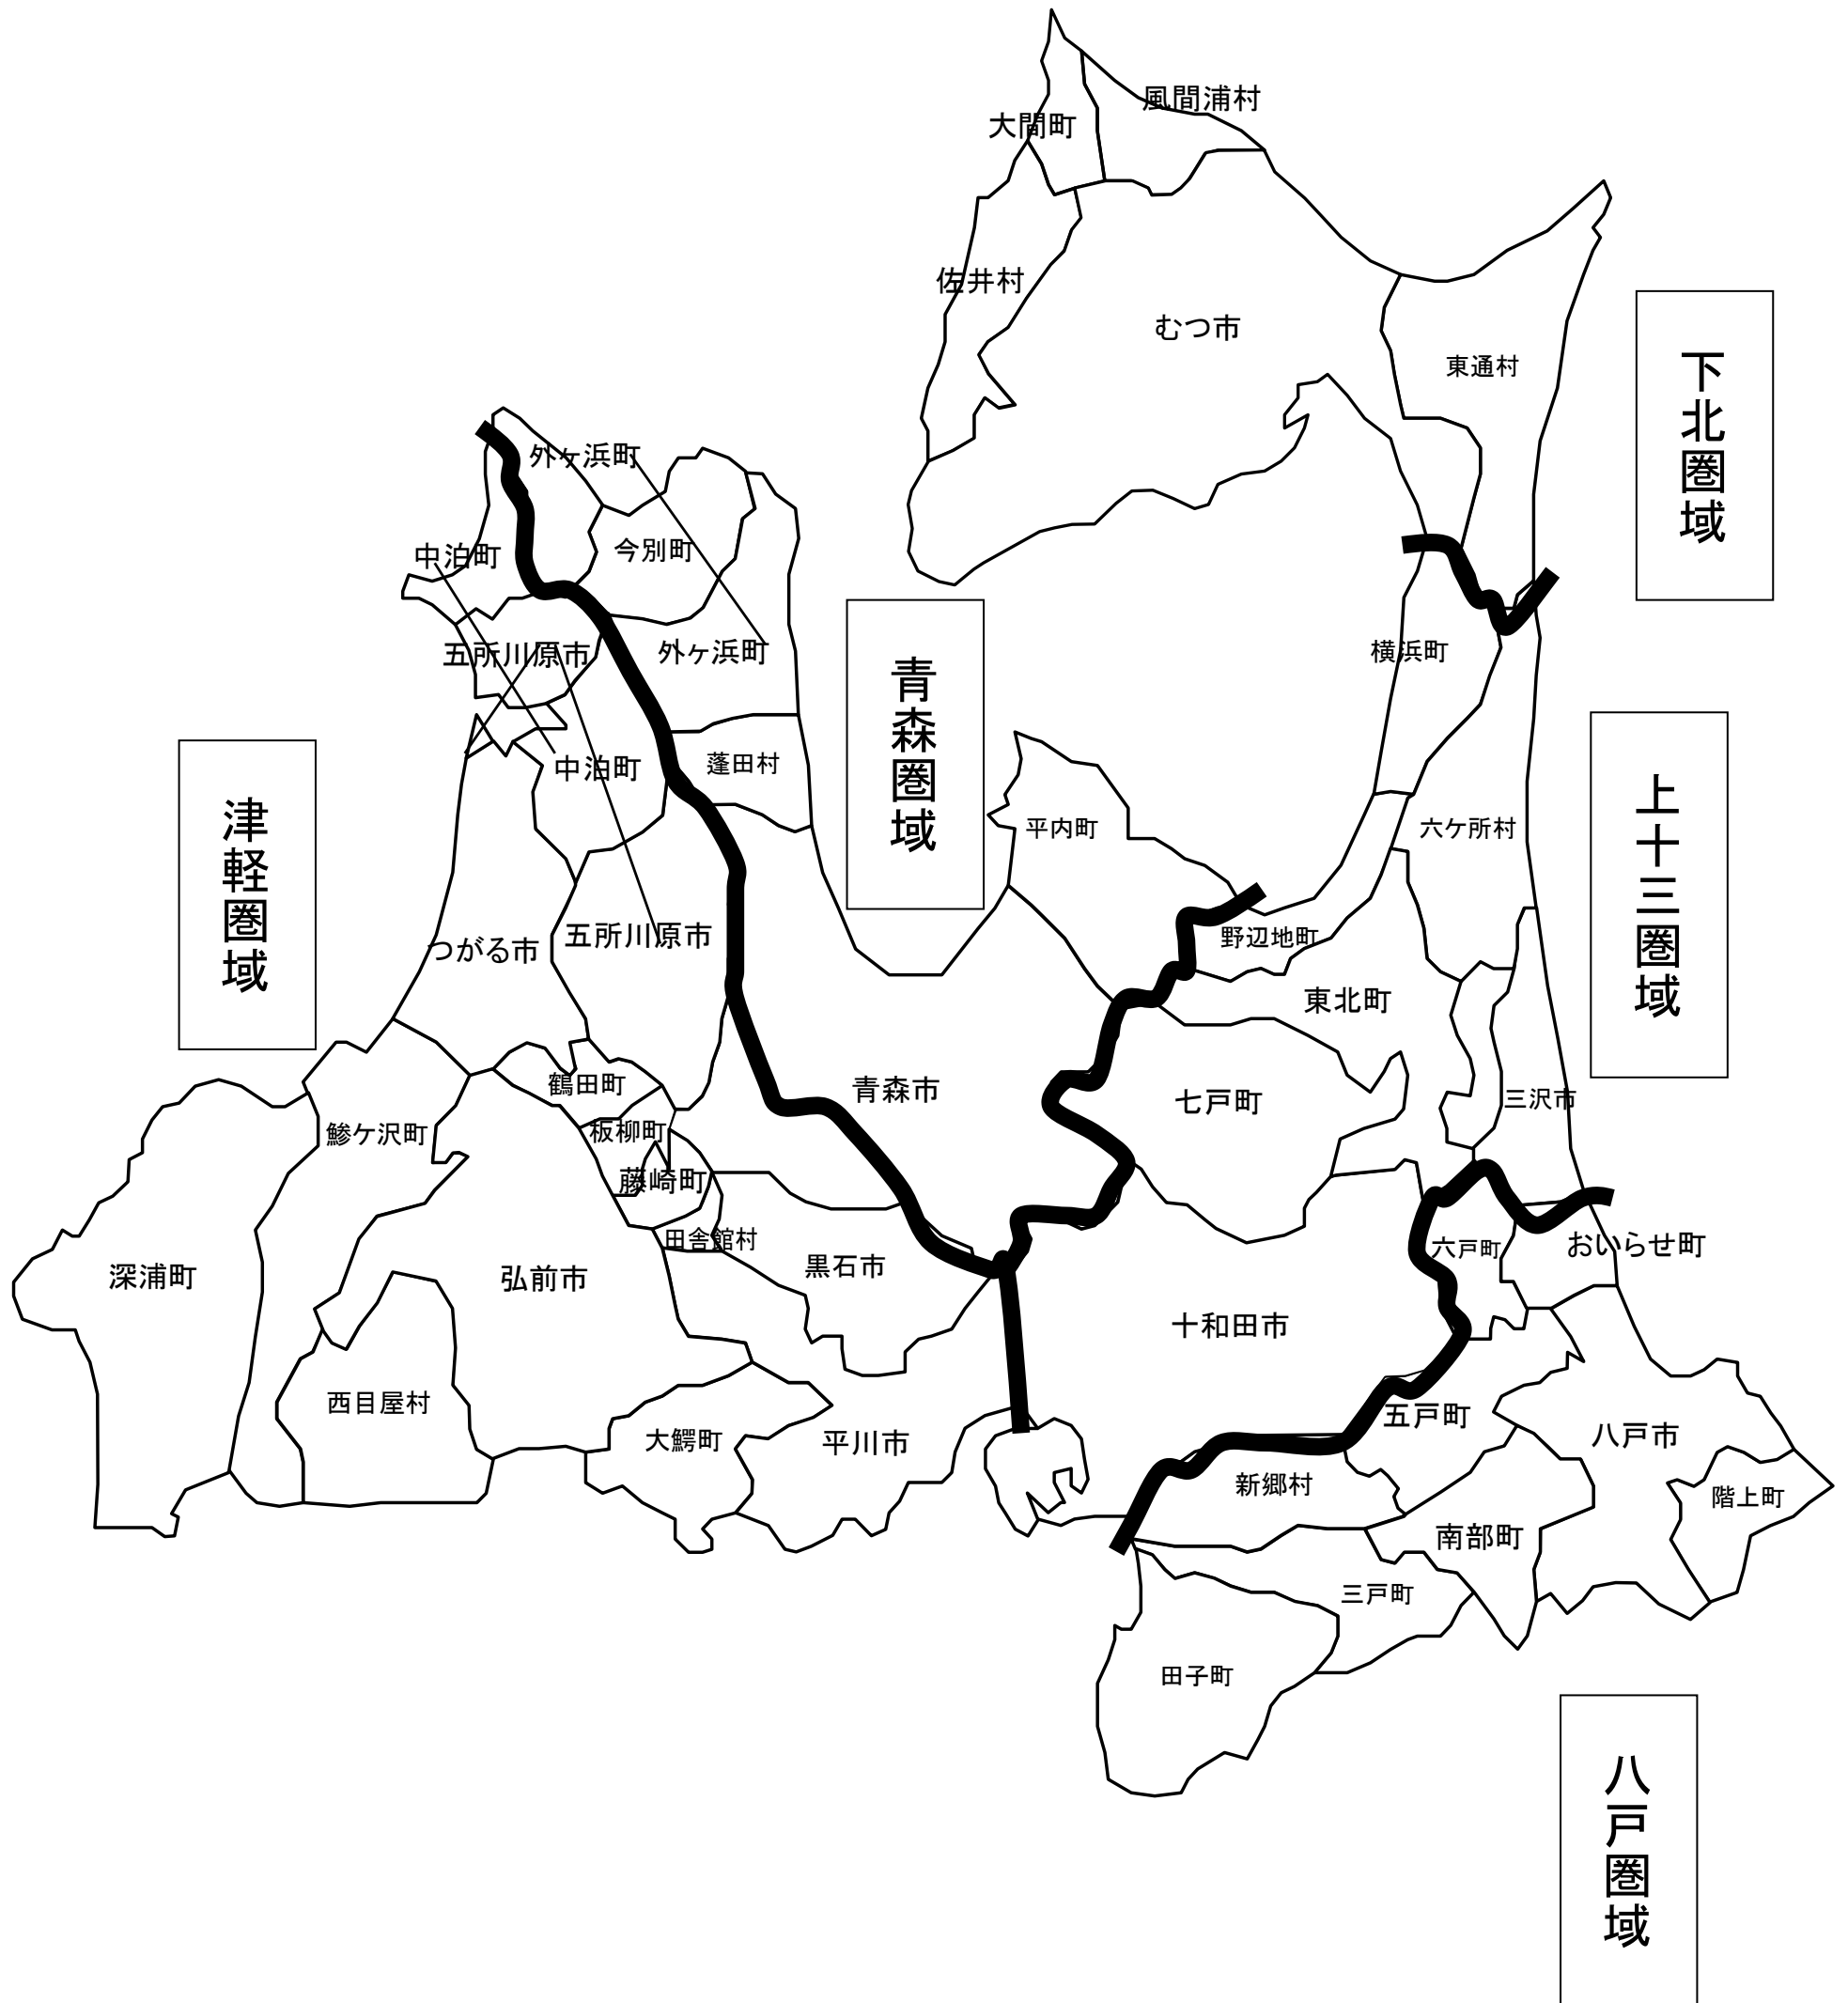 風間浦村
大間町
佐井村
むつ市
東通村
下北圏域
外ヶ浜町
今別町
中泊町
五所川原市
外ヶ浜町
横浜町
青森圏域
蓬田村
中泊町
津軽圏域
平内町
六ケ所村
上十三圏域
つがる市
五所川原市
野辺地町
東北町
鶴田町
青森市
七戸町
三沢市
鰺ケ沢町
板柳町
藤崎町
田舎館村
六戸町
おいらせ町
深浦町
弘前市
黒石市
十和田市
西目屋村
大鰐町
平川市
五戸町
八戸市
新郷村
階上町
南部町
三戸町
田子町
八戸圏域